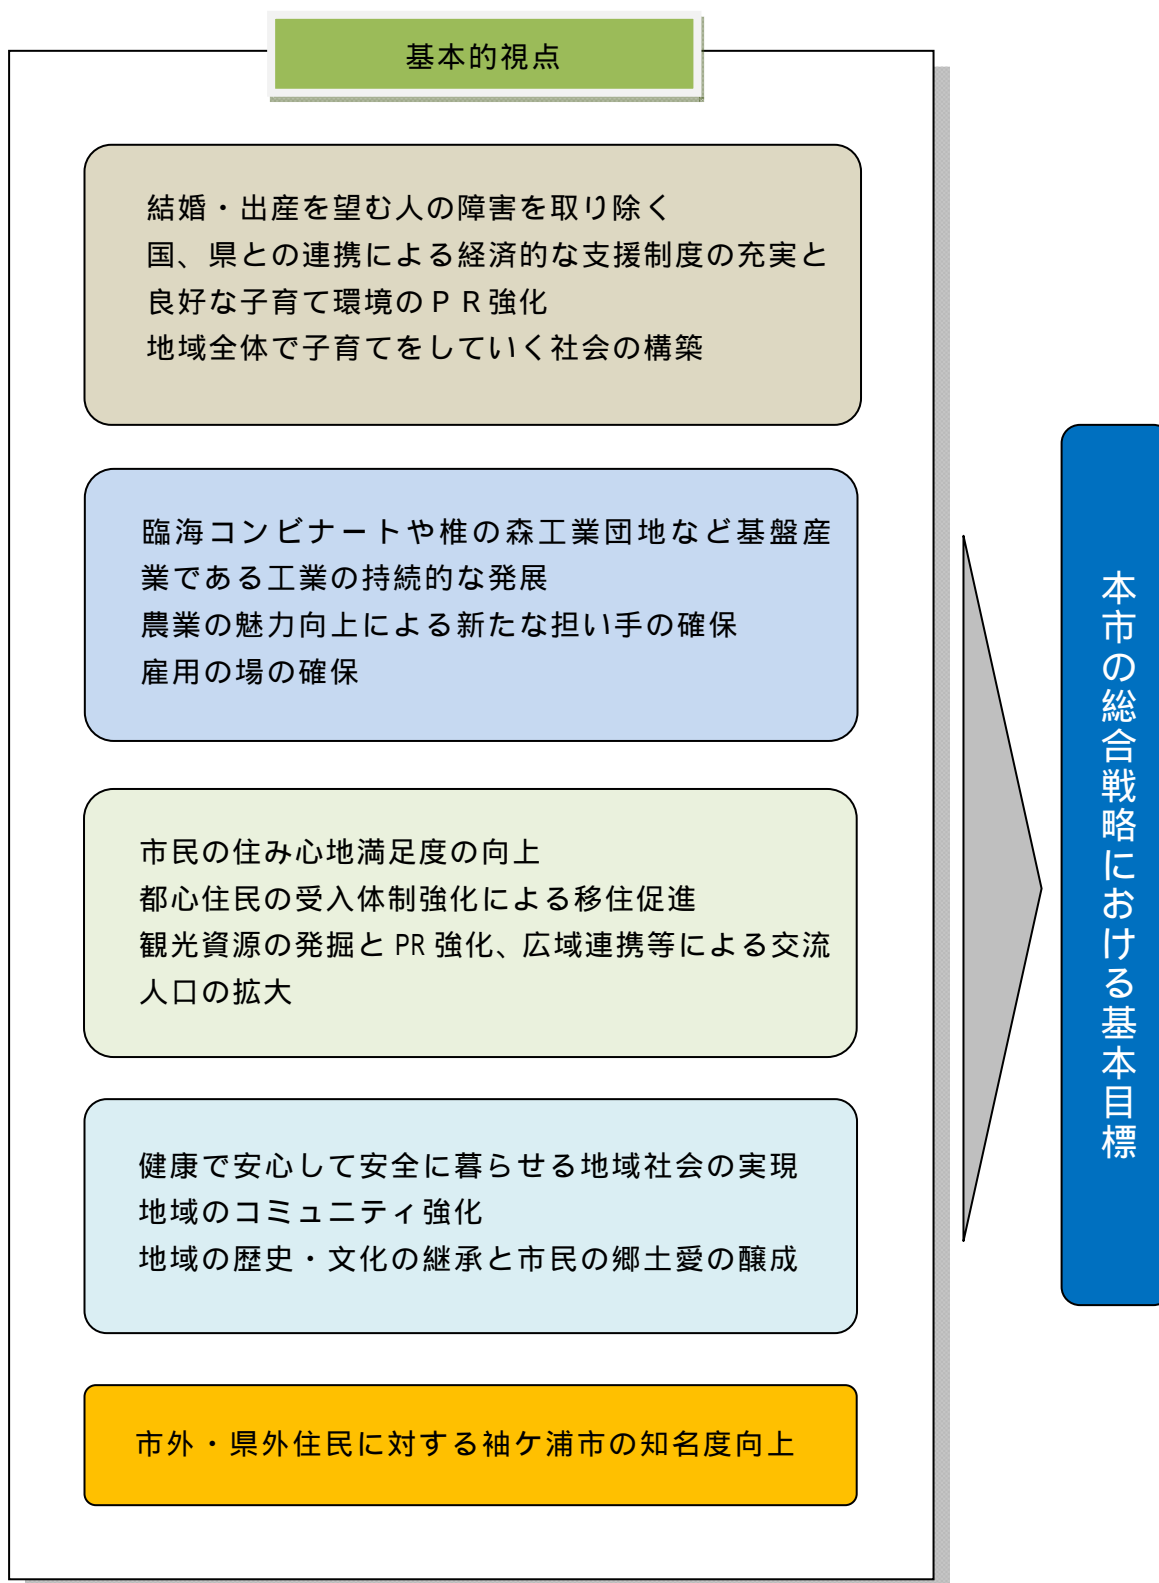 基本的視点
結婚・出産を望む人の障害を取り除く
国、県との連携による経済的な支援制度の充実と
良好な子育て環境のＰＲ強化
地域全体で子育てをしていく社会の構築
臨海コンビナートや椎の森工業団地など基盤産
業である工業の持続的な発展
農業の魅力向上による新たな担い手の確保
雇用の場の確保
市民の住み心地満足度の向上
都心住民の受入体制強化による移住促進
観光資源の発掘と PR 強化、広域連携等による交流
人口の拡大
健康で安心して安全に暮らせる地域社会の実現
地域のコミュニティ強化
地域の歴史・文化の継承と市民の郷土愛の醸成
市外・県外住民に対する袖ケ浦市の知名度向上
本市の総合戦略における基本目標